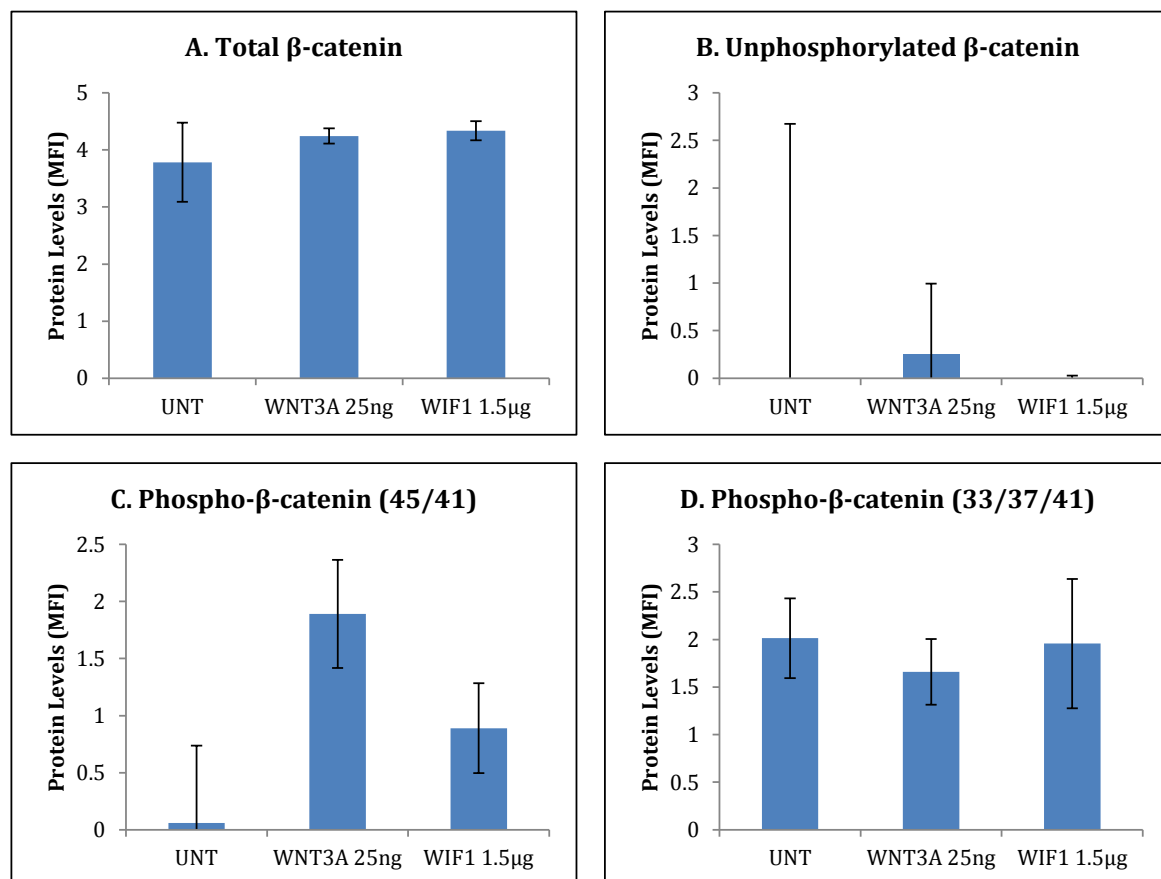 A. Total β-catenin
Protein Levels (MFI)
5
4
3
2
1
0
UNT
WNT3A 25ng
WIF1 1.5µg
B. Unphosphorylated β-catenin
Protein Levels (MFI)
3
2.5
2
1.5
1
0.5
0
UNT
WNT3A 25ng
WIF1 1.5µg
C. Phospho-β-catenin (45/41)
Protein Levels (MFI)
2.5
2
1.5
1
0.5
0
UNT
WNT3A 25ng
WIF1 1.5µg
D. Phospho-β-catenin (33/37/41)
Protein Levels (MFI)
3
2.5
2
1.5
1
0.5
0
UNT
WNT3A 25ng
WIF1 1.5µg